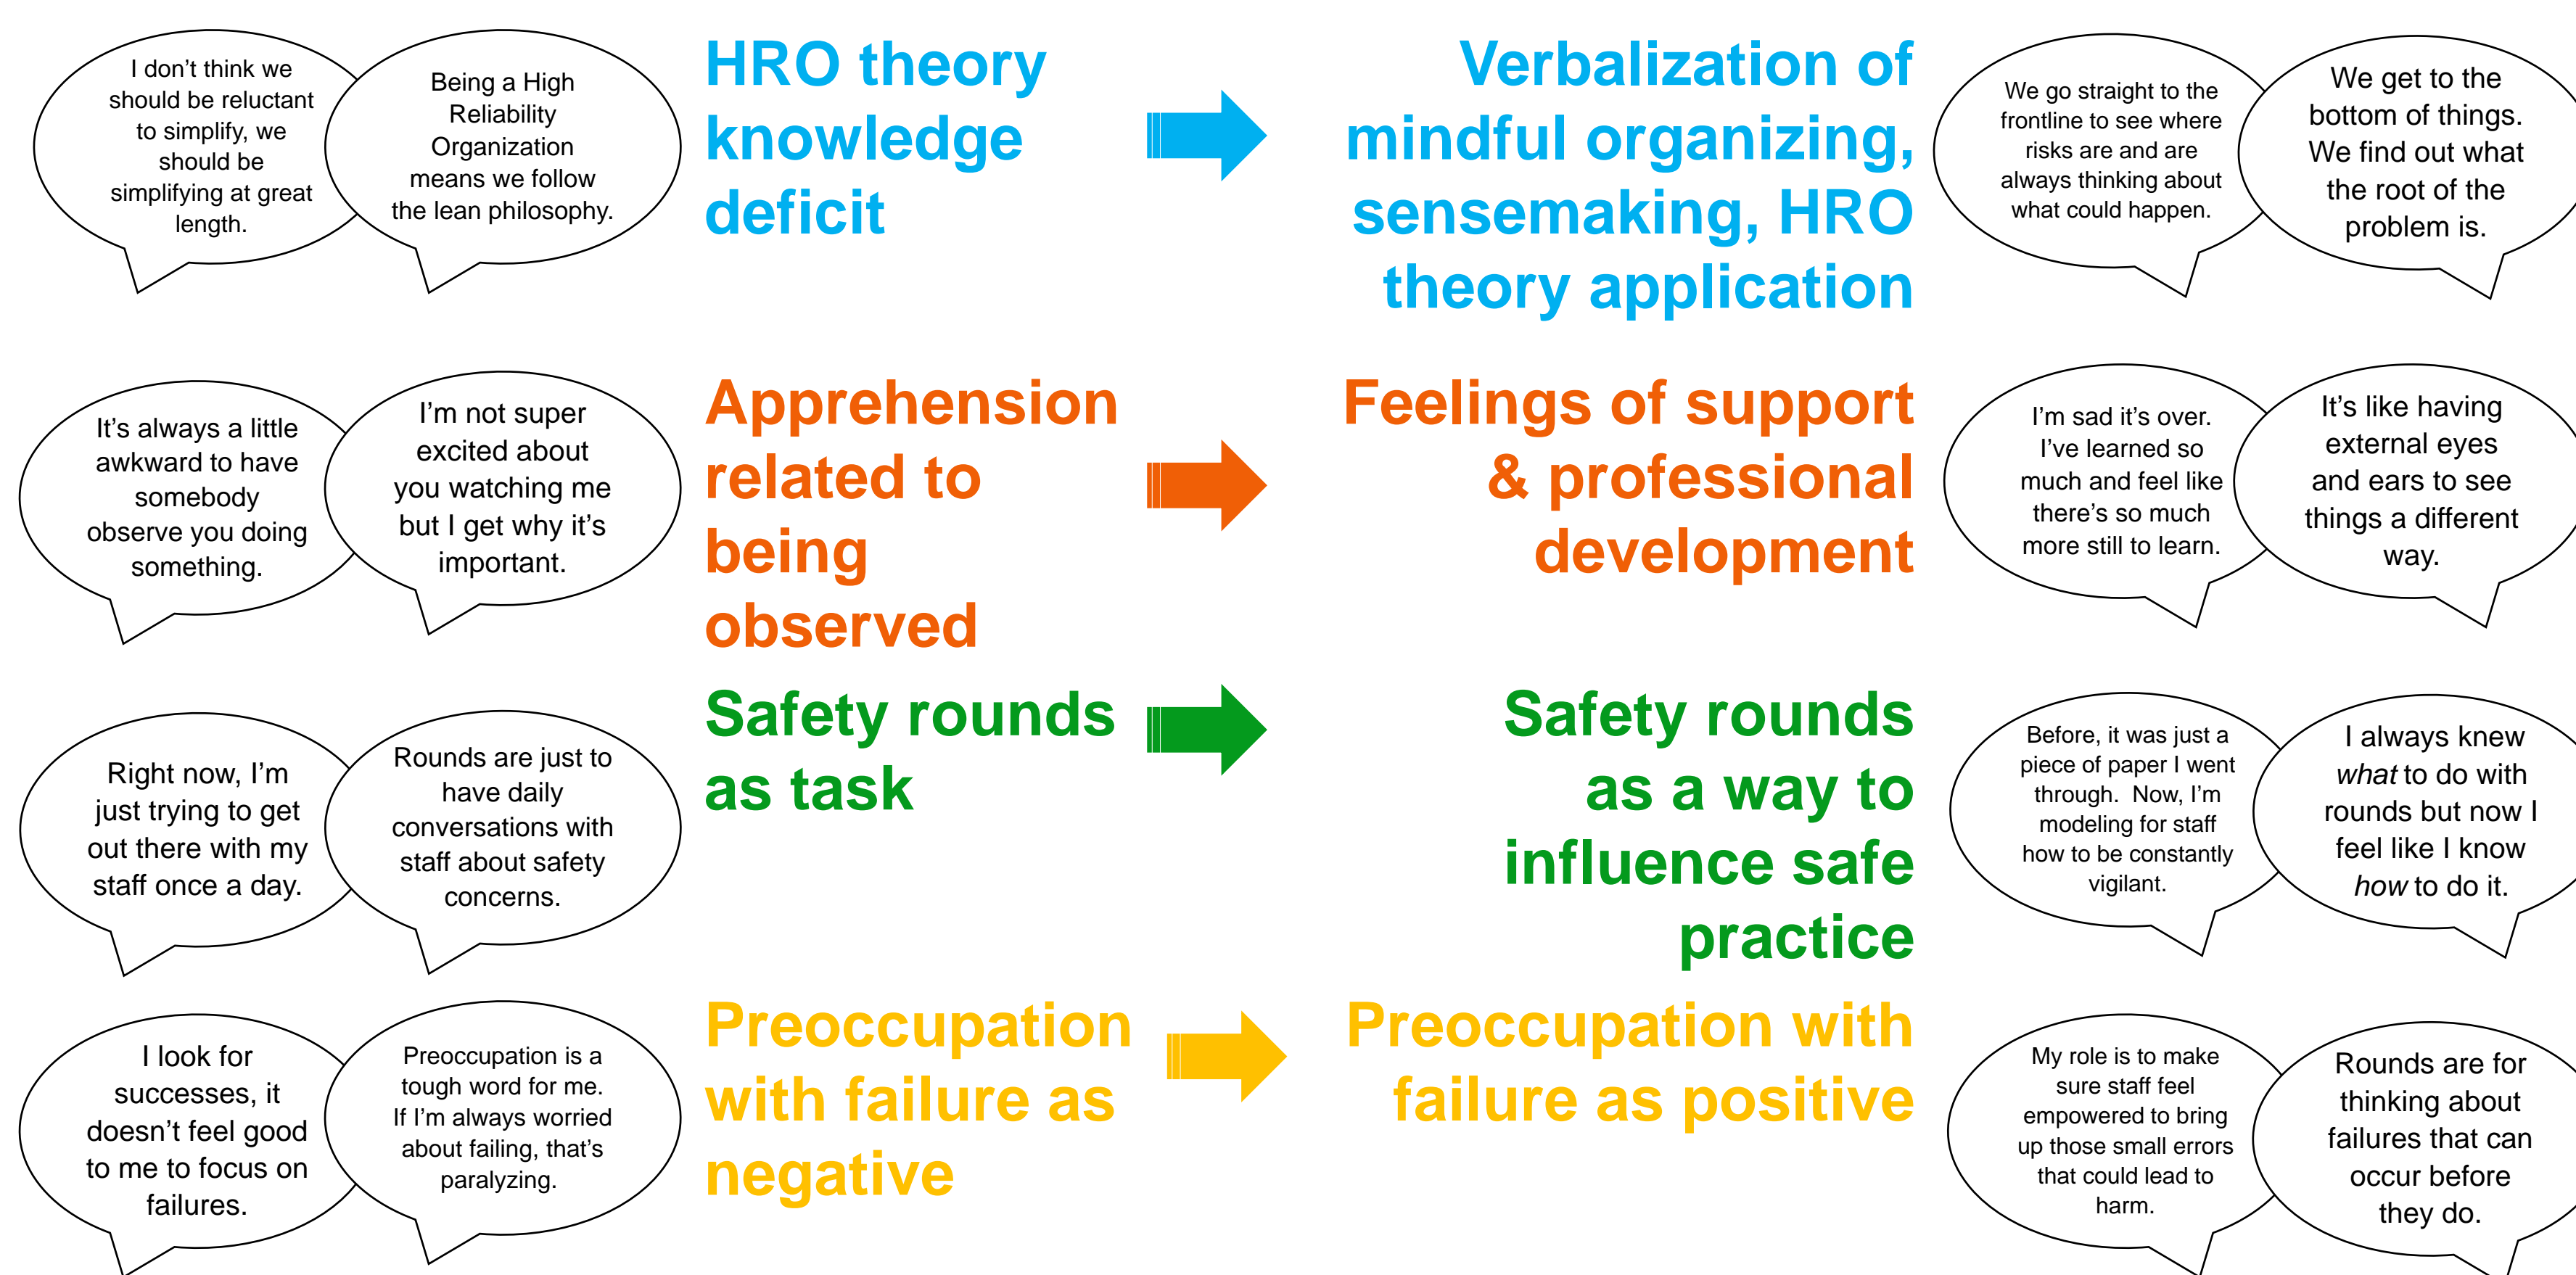 I don’t think we
should be reluctant
to simplify, we
should be
simplifying at great
length.
Being a High
Reliability
Organization
means we follow
the lean philosophy.
HRO theory
knowledge
deficit
Verbalization of
mindful organizing,
sensemaking, HRO
theory application
We go straight to the
frontline to see where
risks are and are
always thinking about
what could happen.
We get to the
bottom of things.
We find out what
the root of the
problem is.
It’s always a little
awkward to have
somebody
observe you doing
something.
I’m not super
excited about
you watching me
but I get why it’s
important.
Apprehension
related to
being
observed
Feelings of support
& professional
development
I’m sad it’s over.
I’ve learned so
much and feel like
there’s so much
more still to learn.
It’s like having
external eyes
and ears to see
things a different
way.
Right now, I’m
just trying to get
out there with my
staff once a day.
Rounds are just to
have daily
conversations with
staff about safety
concerns.
Safety rounds
as task
Safety rounds
as a way to
influence safe
practice
Before, it was just a
piece of paper I went
through.  Now, I’m
modeling for staff
how to be constantly
vigilant.
I always knew
what to do with
rounds but now I
feel like I know
how to do it.
I look for
successes, it
doesn’t feel good
to me to focus on
failures.
Preoccupation is a
tough word for me.
If I’m always worried
about failing, that’s
paralyzing.
Preoccupation
with failure as
negative
Preoccupation with
failure as positive
My role is to make
sure staff feel
empowered to bring
up those small errors
that could lead to
harm.
Rounds are for
thinking about
failures that can
occur before
they do.